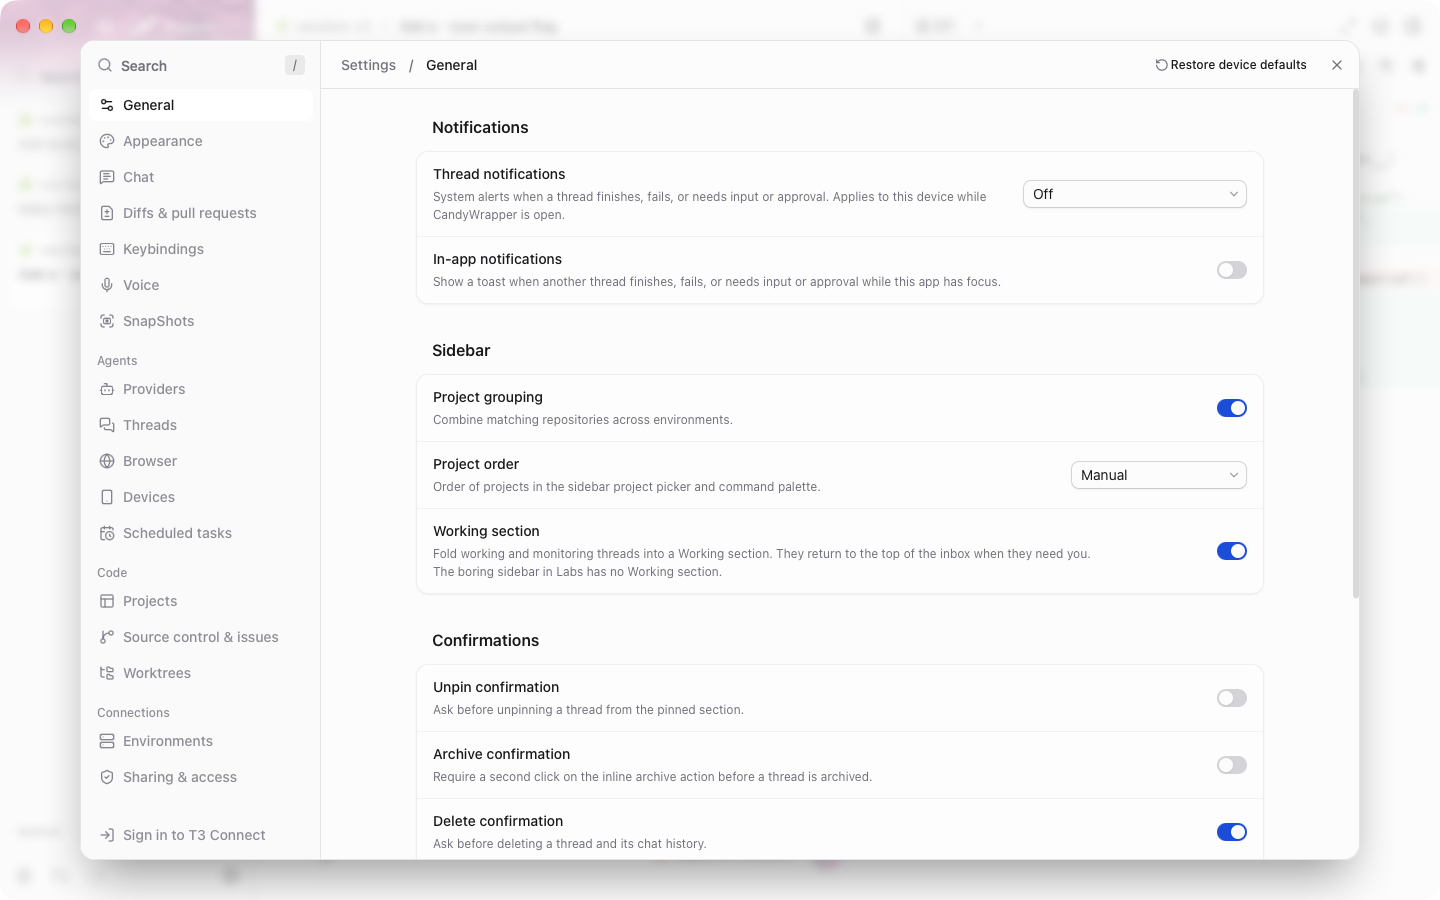 Search
/
General
Appearance
Chat
Diffs & pull requests
Keybindings
Voice
SnapShots
Agents
Providers
Threads
Browser
Devices
Scheduled tasks
Code
Projects
Source control & issues
Worktrees
Connections
Environments
Sharing & access
Sign in to T3 Connect
Settings / General
Restore device defaults
Notifications
Thread notifications
System alerts when a thread finishes, fails, or needs input or approval. Applies to this device while
CandyWrapper is open.
Off
In-app notifications
Show a toast when another thread finishes, fails, or needs input or approval while this app has focus.
Sidebar
Project grouping
Combine matching repositories across environments.
Project order
Order of projects in the sidebar project picker and command palette.
Manual
Working section
Fold working and monitoring threads into a Working section. They return to the top of the inbox when they need you.
The boring sidebar in Labs has no Working section.
Confirmations
Unpin confirmation
Ask before unpinning a thread from the pinned section.
Archive confirmation
Require a second click on the inline archive action before a thread is archived.
Delete confirmation
Ask before deleting a thread and its chat history.